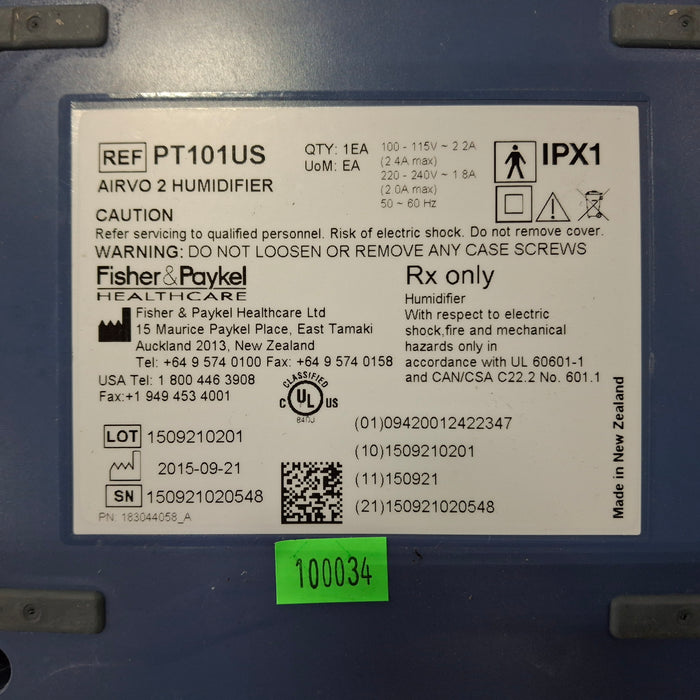 REF PT101US
QTY: 1EA
UoM: EA
100 - 115V ~ 2.2A
(2.4A max)
220 - 240V ~ 1.8A
(2.0A max)
50 ~ 60 Hz
IPX1
AIRVO 2 HUMIDIFIER
CAUTION
Refer servicing to qualified personnel. Risk of electric shock. Do not remove cover.
WARNING: DO NOT LOOSEN OR REMOVE ANY CASE SCREWS
Fisher&Paykel
HEALTHCARE
Fisher & Paykel Healthcare Ltd
15 Maurice Paykel Place, East Tamaki
Auckland 2013, New Zealand
Tel: +64 9 574 0100 Fax: +64 9 574 0158
USA Tel: 1 800 446 3908
Fax:+1 949 453 4001
Rx only
Humidifier
With respect to electric
shock,fire and mechanical
hazards only in
accordance with UL 60601-1
and CAN/CSA C22.2 No. 601.1
CLASSIFIED
C UL US
84DJ
LOT 1509210201
2015-09-21
SN 150921020548
PN: 183044058_A
(01)09420012422347
(10)1509210201
(11)150921
(21)150921020548
Made in New Zealand
100034